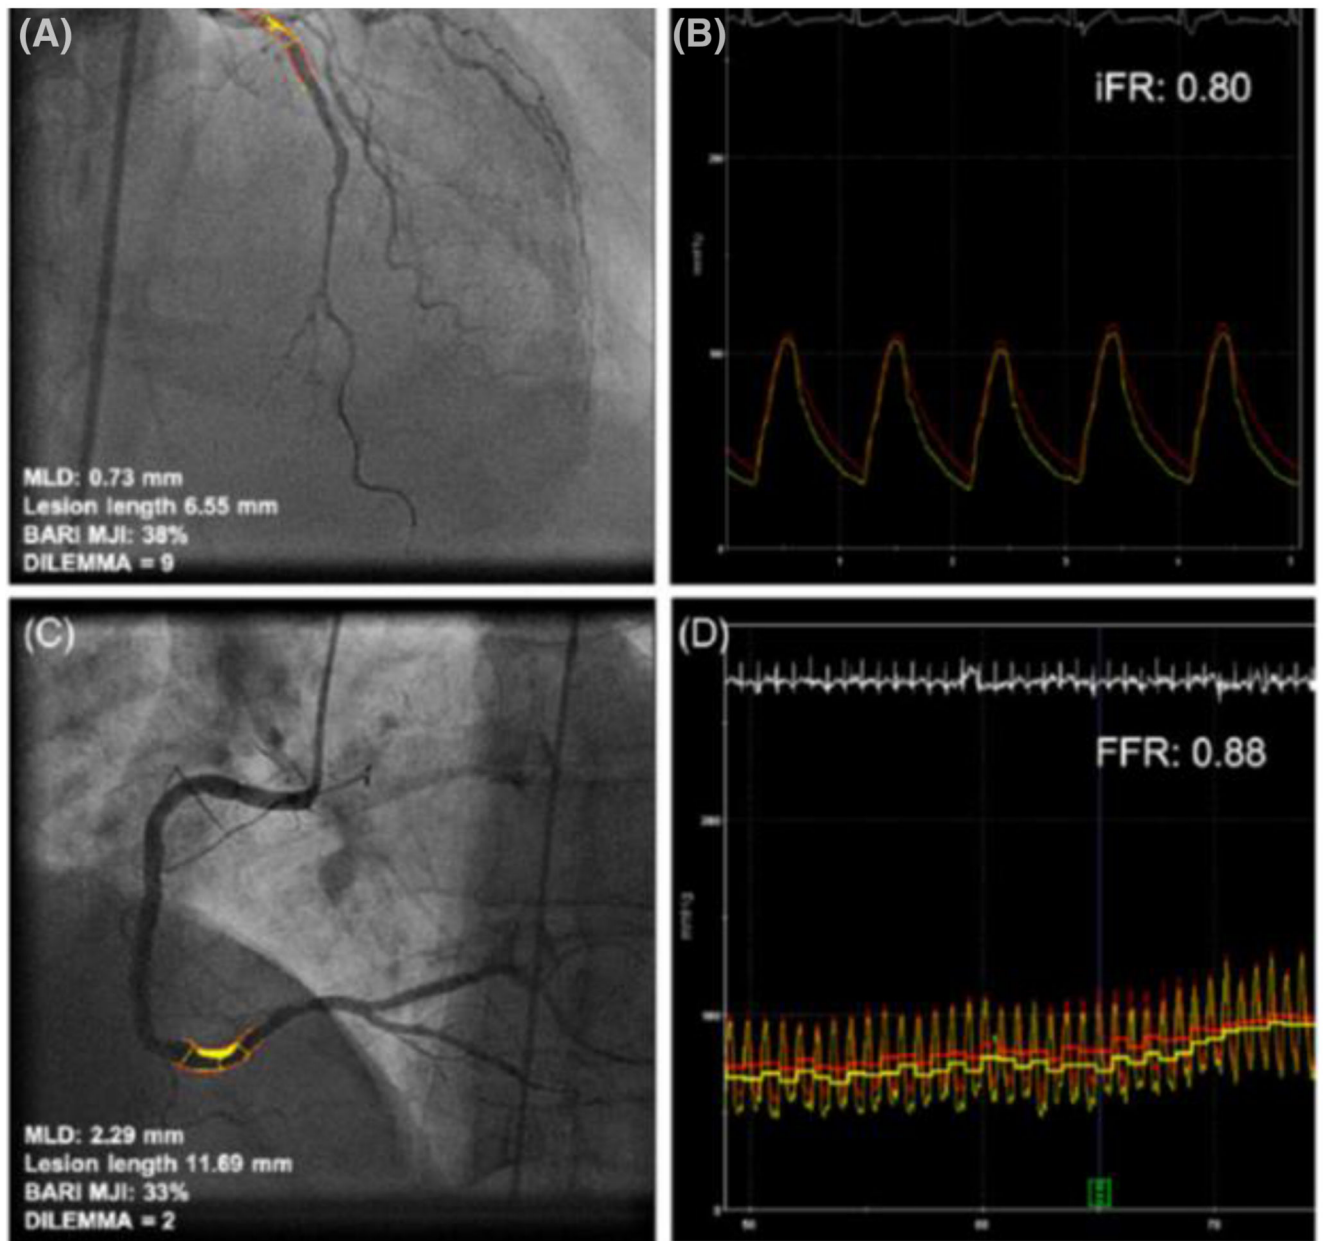 (A)
MLD: 0.73 mm
Lesion length 6.55 mm
BARI MJI: 38%
DILEMMA = 9
(B)
iFR: 0.80
(C)
MLD: 2.29 mm
Lesion length 11.69 mm
BARI MJI: 33%
DILEMMA = 2
(D)
FFR: 0.88